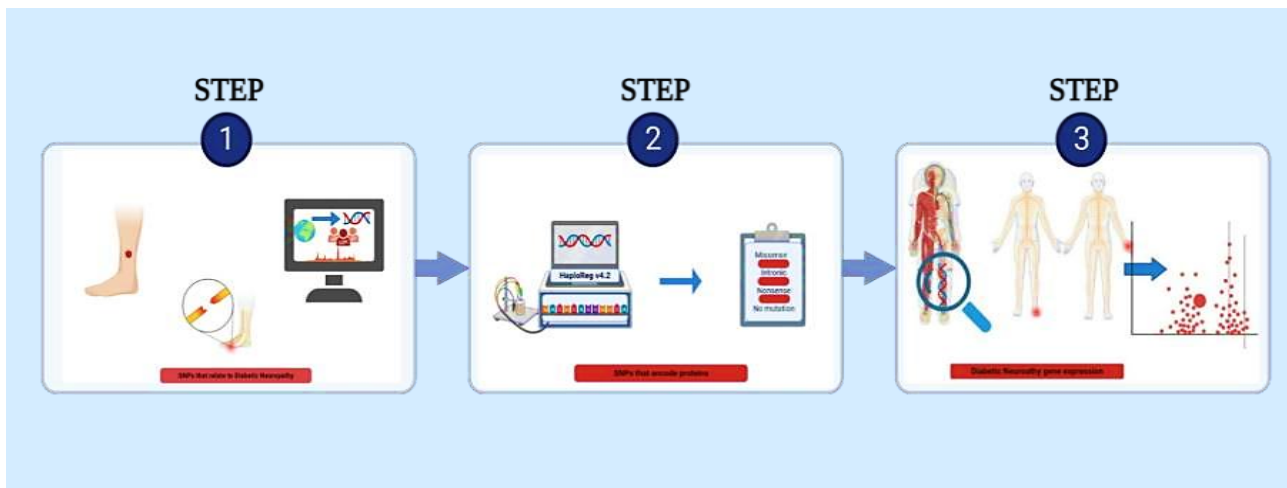 STEP
1
SNPs that relate to Diabetic Neuropathy
STEP
2
HaploReg v4.2
Missense
Intronic
Nonsense
No mutation
SNPs that encode proteins
STEP
3
Diabetic Neuroathy gene expression